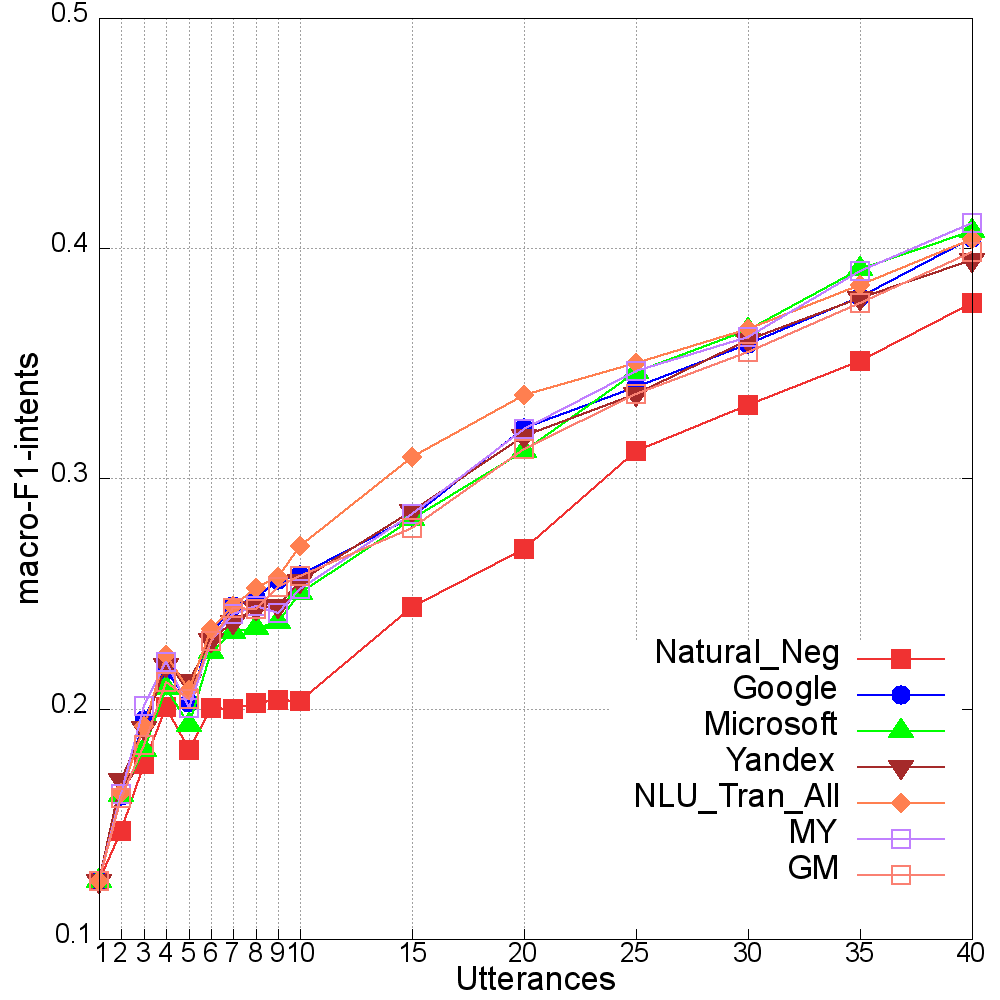 0.5
0.4
0.3
0.2
0.1
macro-F1-intents
Natural_Neg
Google
Microsoft
Yandex
NLU_Tran_All
MY
GM
1 2 3 4 5 6 7 8 9 10 15 20 25 30 35 40
Utterances